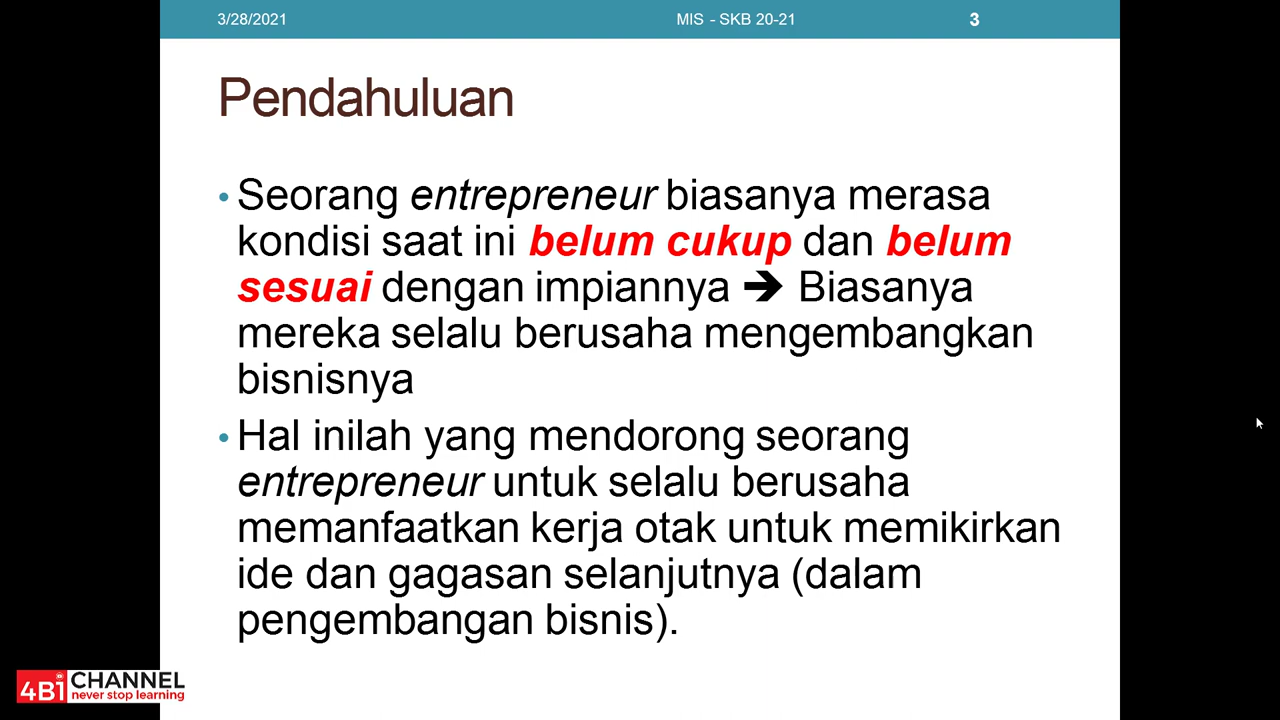 3/28/2021 MIS - SKB 20-21 3
Pendahuluan
• Seorang entrepreneur biasanya merasa
kondisi saat ini belum cukup dan belum
sesuai dengan impiannya ➔ Biasanya
mereka selalu berusaha mengembangkan
bisnisnya
• Hal inilah yang mendorong seorang
entrepreneur untuk selalu berusaha
memanfaatkan kerja otak untuk memikirkan
ide dan gagasan selanjutnya (dalam
pengembangan bisnis).
4Bi CHANNEL
never stop learning